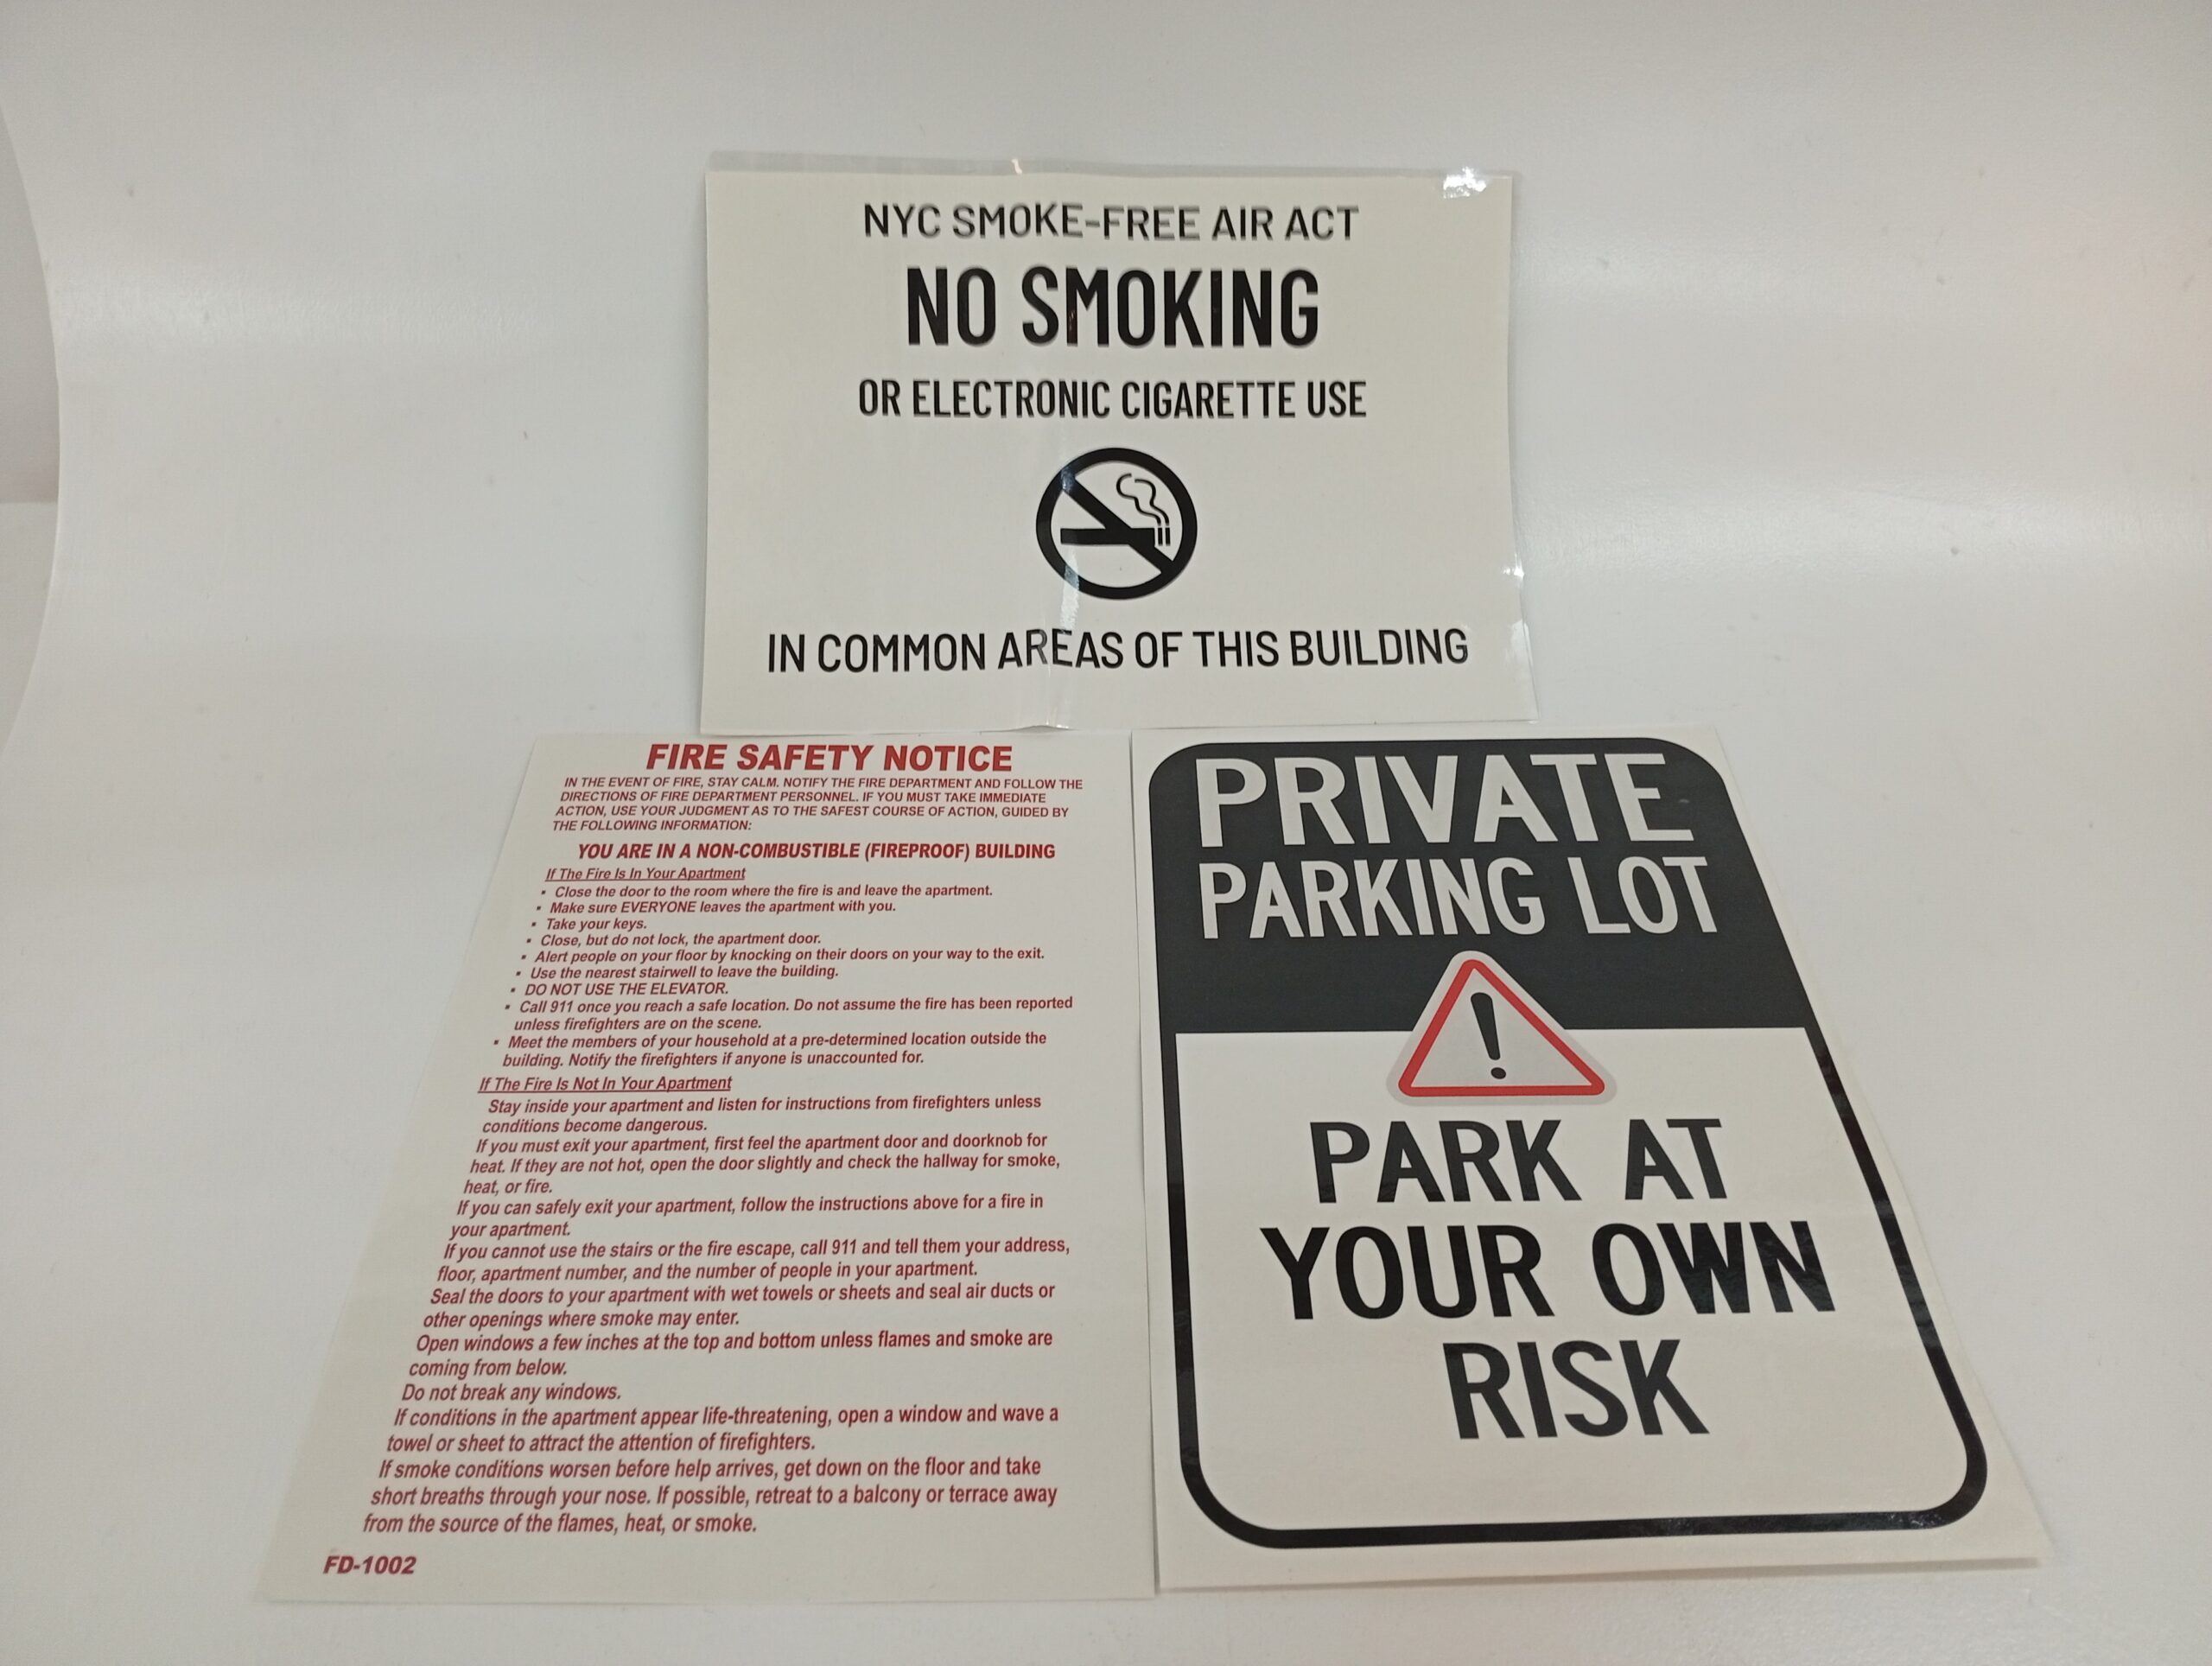 NYC SMOKE-FREE AIR ACT
NO SMOKING
OR ELECTRONIC CIGARETTE USE
IN COMMON AREAS OF THIS BUILDING
FIRE SAFETY NOTICE
IN THE EVENT OF FIRE, STAY CALM. NOTIFY THE FIRE DEPARTMENT AND FOLLOW THE
DIRECTIONS OF FIRE DEPARTMENT PERSONNEL. IF YOU MUST TAKE IMMEDIATE
ACTION, USE YOUR JUDGMENT AS TO THE SAFEST COURSE OF ACTION, GUIDED BY
THE FOLLOWING INFORMATION:
YOU ARE IN A NON-COMBUSTIBLE (FIREPROOF) BUILDING
If The Fire Is In Your Apartment
▪ Close the door to the room where the fire is and leave the apartment.
▪ Make sure EVERYONE leaves the apartment with you.
▪ Take your keys.
▪ Close, but do not lock, the apartment door.
▪ Alert people on your floor by knocking on their doors on your way to the exit.
▪ Use the nearest stairwell to leave the building.
▪ DO NOT USE THE ELEVATOR.
▪ Call 911 once you reach a safe location. Do not assume the fire has been reported
unless firefighters are on the scene.
▪ Meet the members of your household at a pre-determined location outside the
building. Notify the firefighters if anyone is unaccounted for.
If The Fire Is Not In Your Apartment
Stay inside your apartment and listen for instructions from firefighters unless
conditions become dangerous.
If you must exit your apartment, first feel the apartment door and doorknob for
heat. If they are not hot, open the door slightly and check the hallway for smoke,
heat, or fire.
If you can safely exit your apartment, follow the instructions above for a fire in
your apartment.
If you cannot use the stairs or the fire escape, call 911 and tell them your address,
floor, apartment number, and the number of people in your apartment.
Seal the doors to your apartment with wet towels or sheets and seal air ducts or
other openings where smoke may enter.
Open windows a few inches at the top and bottom unless flames and smoke are
coming from below.
Do not break any windows.
If conditions in the apartment appear life-threatening, open a window and wave a
towel or sheet to attract the attention of firefighters.
If smoke conditions worsen before help arrives, get down on the floor and take
short breaths through your nose. If possible, retreat to a balcony or terrace away
from the source of the flames, heat, or smoke.
FD-1002
PRIVATE
PARKING LOT
!
PARK AT
YOUR OWN
RISK